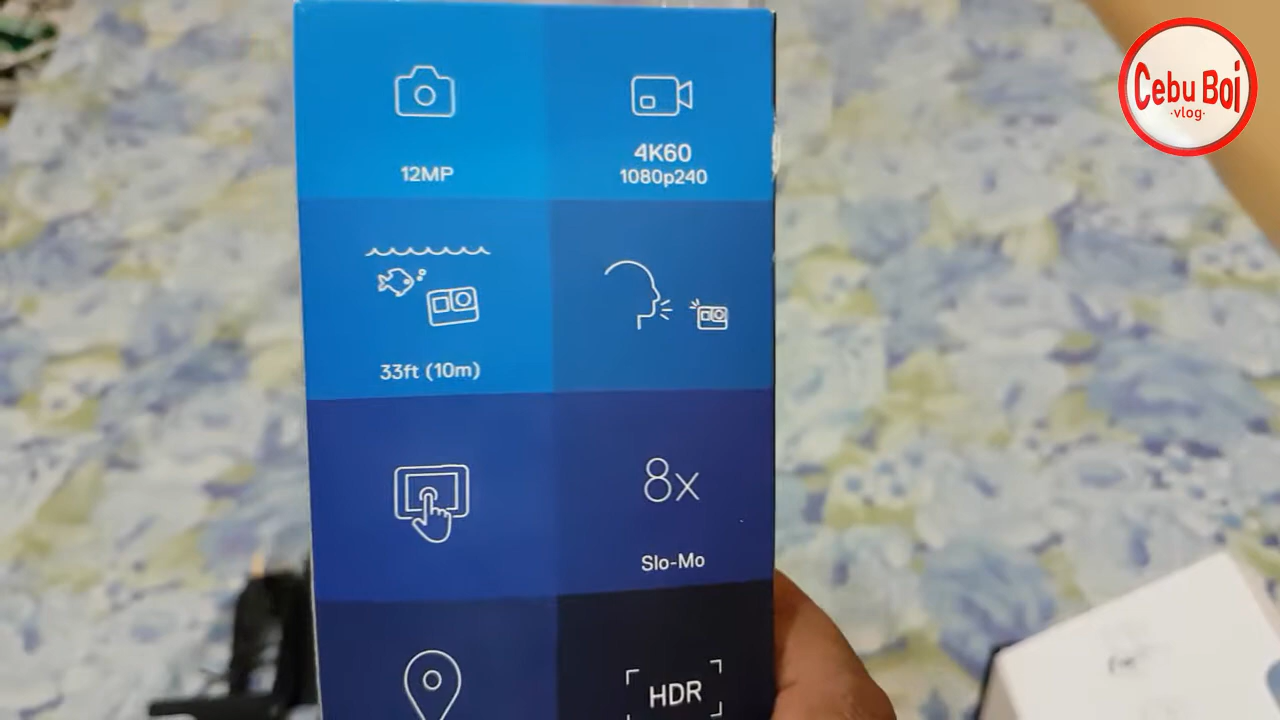 Cebu Boi
·vlog·
12MP
4K60
1080p240
33ft (10m)
8x
Slo-Mo
HDR